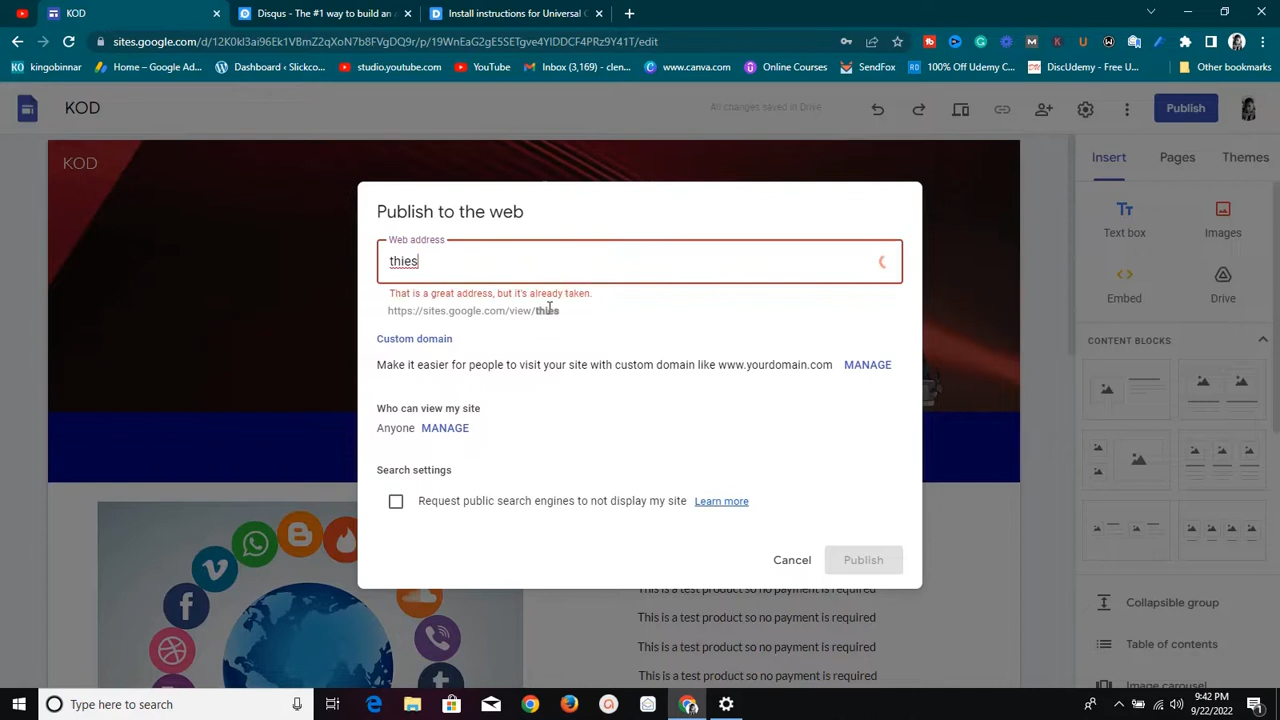 KOD
Disqus - The #1 way to build an
Install instructions for Universal C
sites.google.com/d/12K0kl3ai96Ek1VBmZ2qXoN7b8FVgDQ9r/p/19WnEaG2gE5SETgve4YlDDCF4PRz9Y41T/edit
kingobinnar
Home – Google Ad...
Dashboard ‹ Slickco...
studio.youtube.com
YouTube
Inbox (3,169) - clen...
www.canva.com
Online Courses
SendFox
100% Off Udemy C...
DiscUdemy - Free U...
Other bookmarks
KOD
All changes saved in Drive
Publish
KOD
Insert
Pages
Themes
Publish to the web
Web address
thies
That is a great address, but it's already taken.
https://sites.google.com/view/thies
Text box
Images
Embed
Drive
Custom domain
Make it easier for people to visit your site with custom domain like www.yourdomain.com
MANAGE
CONTENT BLOCKS
Who can view my site
Anyone
MANAGE
Search settings
Request public search engines to not display my site
Learn more
Cancel
Publish
This is a test product so no payment is required
This is a test product so no payment is required
This is a test product so no payment is required
This is a test product so no payment is required
Collapsible group
Table of contents
Image carousel
Type here to search
9:42 PM
9/22/2022